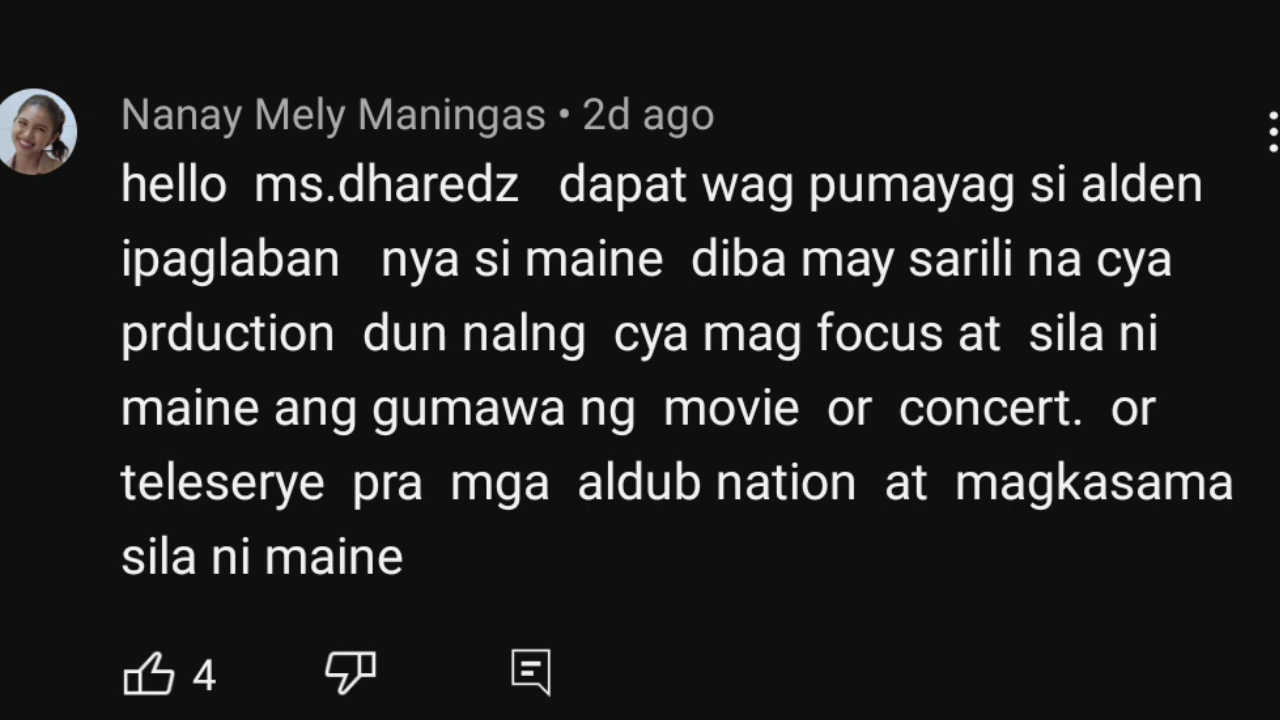 Nanay Mely Maningas • 2d ago
hello ms.dharedz dapat wag pumayag si alden
ipaglaban nya si maine diba may sarili na cya
prduction dun nalng cya mag focus at sila ni
maine ang gumawa ng movie or concert. or
teleserye pra mga aldub nation at magkasama
sila ni maine
4